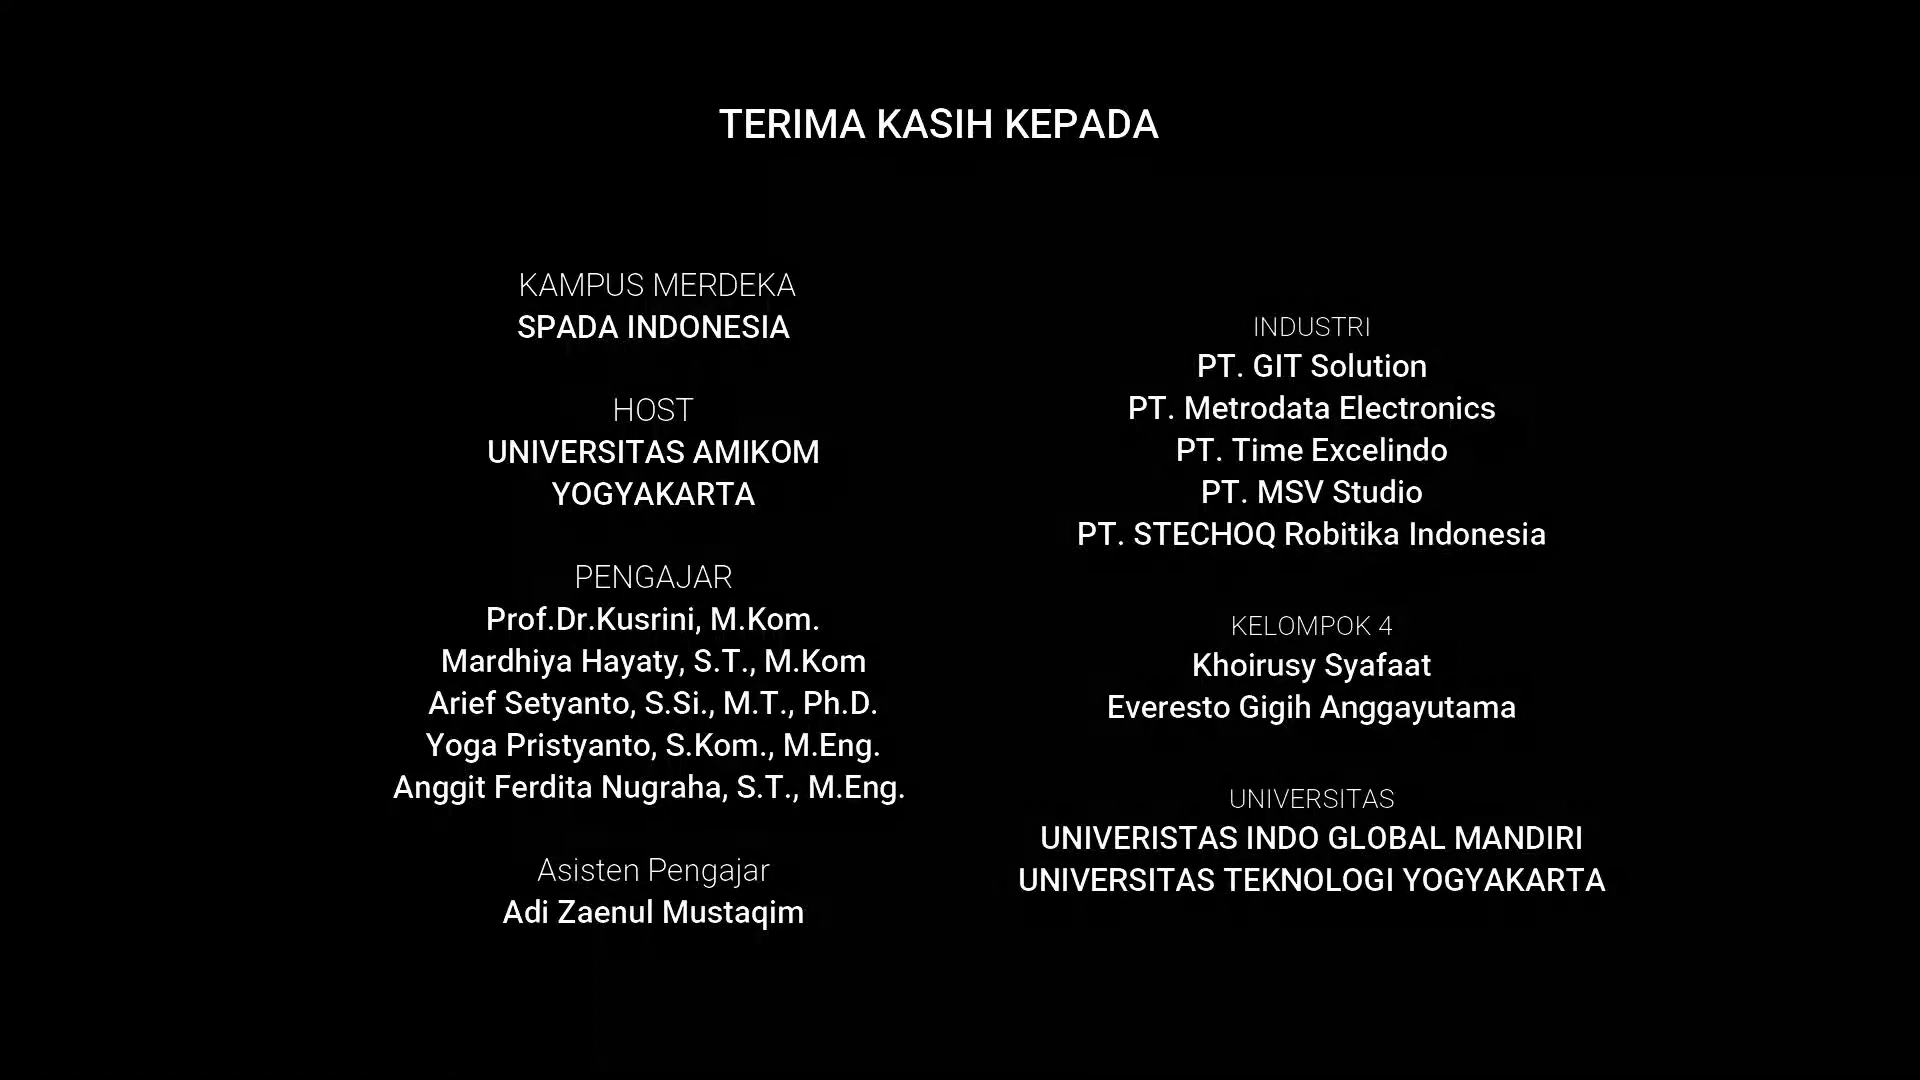 TERIMA KASIH KEPADA
KAMPUS MERDEKA
SPADA INDONESIA
HOST
UNIVERSITAS AMIKOM
YOGYAKARTA
PENGAJAR
Prof.Dr.Kusrini, M.Kom.
Mardhiya Hayaty, S.T., M.Kom
Arief Setyanto, S.Si., M.T., Ph.D.
Yoga Pristyanto, S.Kom., M.Eng.
Anggit Ferdita Nugraha, S.T., M.Eng.
Asisten Pengajar
Adi Zaenul Mustaqim
INDUSTRI
PT. GIT Solution
PT. Metrodata Electronics
PT. Time Excelindo
PT. MSV Studio
PT. STECHOQ Robitika Indonesia
KELOMPOK 4
Khoirusy Syafaat
Everesto Gigih Anggayutama
UNIVERSITAS
UNIVERISTAS INDO GLOBAL MANDIRI
UNIVERSITAS TEKNOLOGI YOGYAKARTA